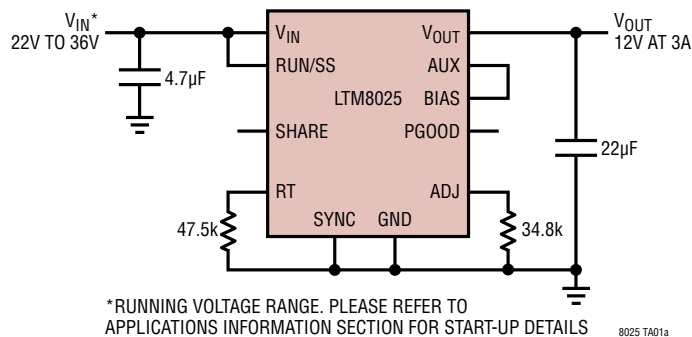 VIN*
22V TO 36V
4.7µF
VIN
RUN/SS
SHARE
RT
SYNC
GND
LTM8025
VOUT
AUX
BIAS
PGOOD
ADJ
47.5k
34.8k
VOUT
12V AT 3A
22µF
*RUNNING VOLTAGE RANGE. PLEASE REFER TO
APPLICATIONS INFORMATION SECTION FOR START-UP DETAILS
8025 TA01a